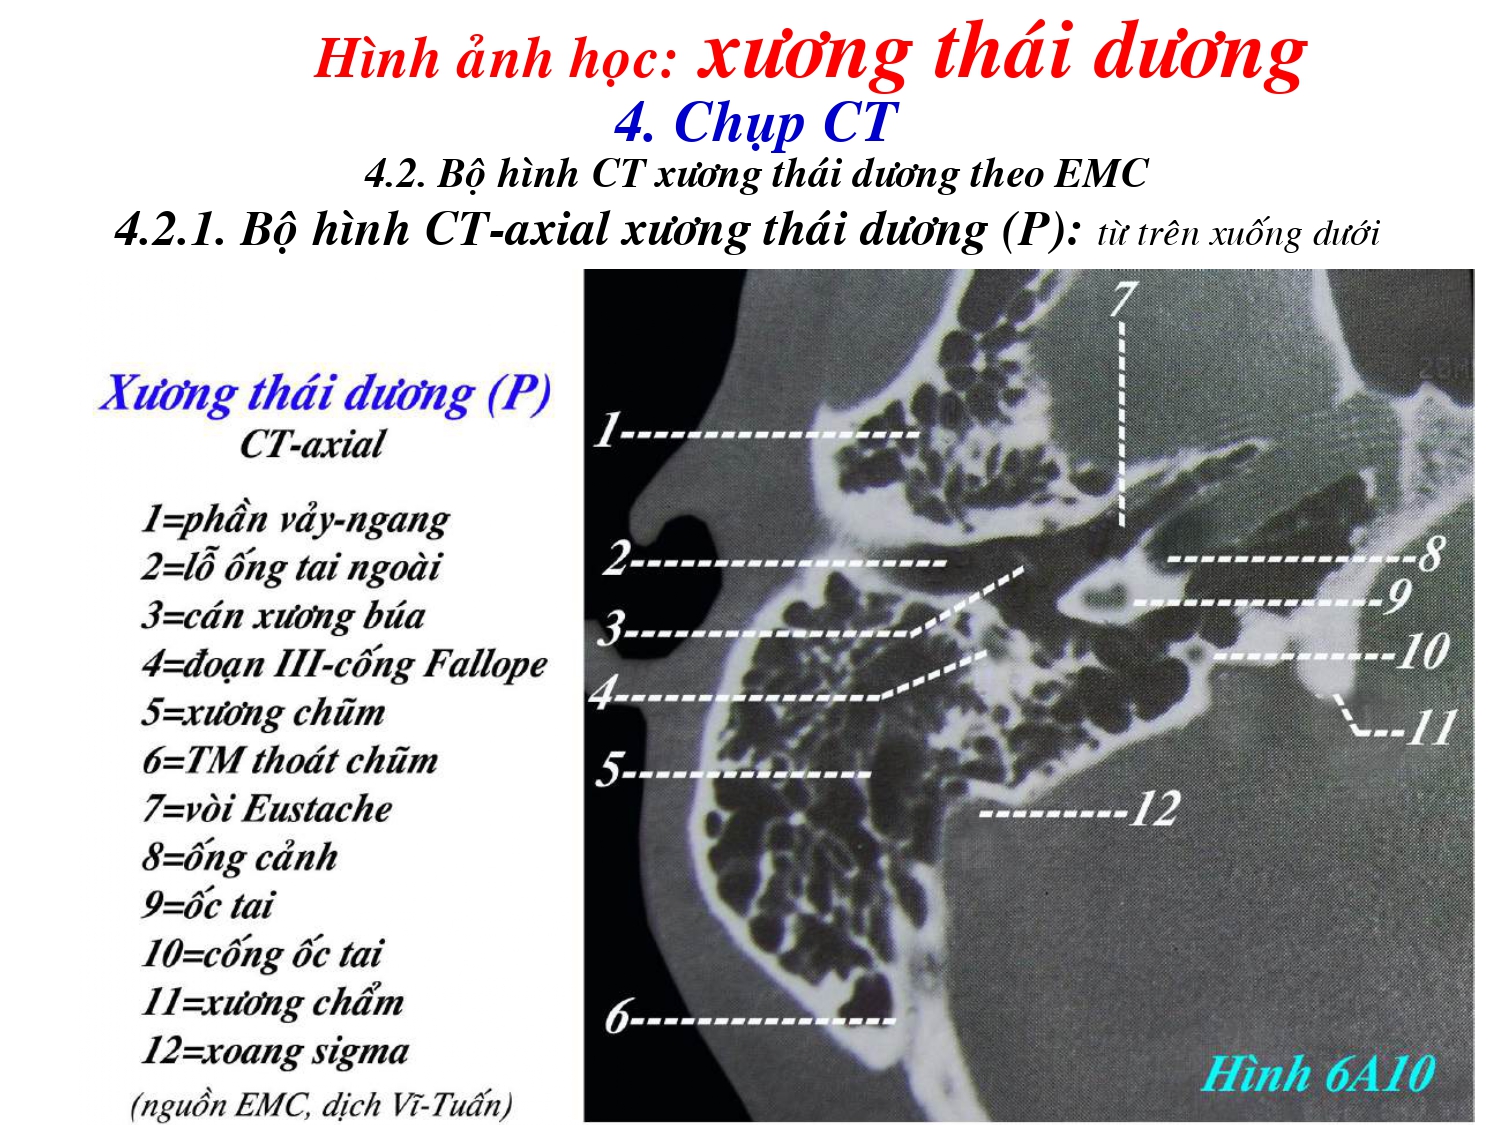 Hình ảnh học: xương thái dương
4. Chụp CT
4.2. Bộ hình CT xương thái dương theo EMC
4.2.1. Bộ hình CT-axial xương thái dương (P): từ trên xuống dưới
Xương thái dương (P)
CT-axial
1=phần vảy-ngang
2=lỗ ống tai ngoài
3=cán xương búa
4=đoạn III-cống Fallope
5=xương chũm
6=TM thoát chũm
7=vòi Eustache
8=ống cảnh
9=ốc tai
10=cống ốc tai
11=xương chẩm
12=xoang sigma
(nguồn EMC, dịch Vĩ-Tuấn)
7
1
2
8
9
3
10
4
11
5
12
6
Hình 6A10